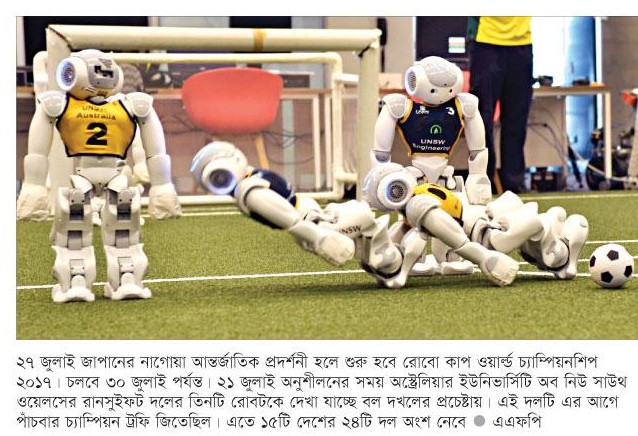 UNSW
Australia
2
3
UNSW
Engineering
UNSW
২৭ জুলাই জাপানের নাগোয়া আন্তর্জাতিক প্রদর্শনী হলে শুরু হবে রোবো কাপ ওয়ার্ল্ড চ্যাম্পিয়নশিপ
২০১৭। চলবে ৩০ জুলাই পর্যন্ত। ২১ জুলাই অনুশীলনের সময় অস্ট্রেলিয়ার ইউনিভার্সিটি অব নিউ সাউথ
ওয়েলসের রানসুইফট দলের তিনটি রোবটকে দেখা যাচ্ছে বল দখলের প্রচেষ্টায়। এই দলটি এর আগে
পাঁচবার চ্যাম্পিয়ন ট্রফি জিতেছিল। এতে ১৫টি দেশের ২৪টি দল অংশ নেবে ● এএফপি